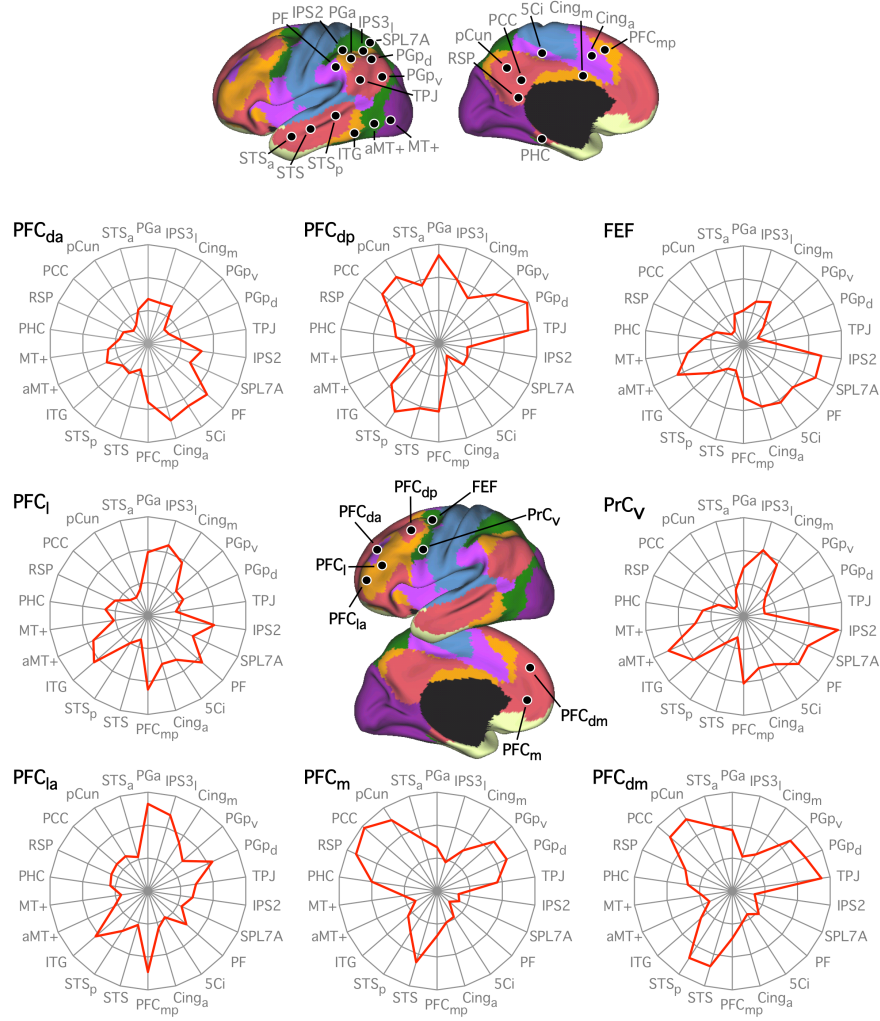 PF IPS2 PGa IPS3l SPL7A PGpd PGpv TPJ
STSa STS STSp ITG aMT+ MT+
RSP pCun PCC 5Ci Cingm Cinga PFCmp
PHC
PFCda
PGa IPS3l Cingm PGpv PGpd TPJ IPS2 SPL7A PF 5Ci Cinga PFCmp STS STSp ITG aMT+ MT+ PHC RSP PCC pCun STSa
PFCdp
PGa IPS3l Cingm PGpv PGpd TPJ IPS2 SPL7A PF 5Ci Cinga PFCmp STS STSp ITG aMT+ MT+ PHC RSP PCC pCun STSa
FEF
PGa IPS3l Cingm PGpv PGpd TPJ IPS2 SPL7A PF 5Ci Cinga PFCmp STS STSp ITG aMT+ MT+ PHC RSP PCC pCun STSa
PFCl
PGa IPS3l Cingm PGpv PGpd TPJ IPS2 SPL7A PF 5Ci Cinga PFCmp STS STSp ITG aMT+ MT+ PHC RSP PCC pCun STSa
PFCla PFCl PFCda PFCdp FEF PrCv
PFCdm
PFCm
PrCv
PGa IPS3l Cingm PGpv PGpd TPJ IPS2 SPL7A PF 5Ci Cinga PFCmp STS STSp ITG aMT+ MT+ PHC RSP PCC pCun STSa
PFCla
PGa IPS3l Cingm PGpv PGpd TPJ IPS2 SPL7A PF 5Ci Cinga PFCmp STS STSp ITG aMT+ MT+ PHC RSP PCC pCun STSa
PFCm
PGa IPS3l Cingm PGpv PGpd TPJ IPS2 SPL7A PF 5Ci Cinga PFCmp STS STSp ITG aMT+ MT+ PHC RSP PCC pCun STSa
PFCdm
PGa IPS3l Cingm PGpv PGpd TPJ IPS2 SPL7A PF 5Ci Cinga PFCmp STS STSp ITG aMT+ MT+ PHC RSP PCC pCun STSa